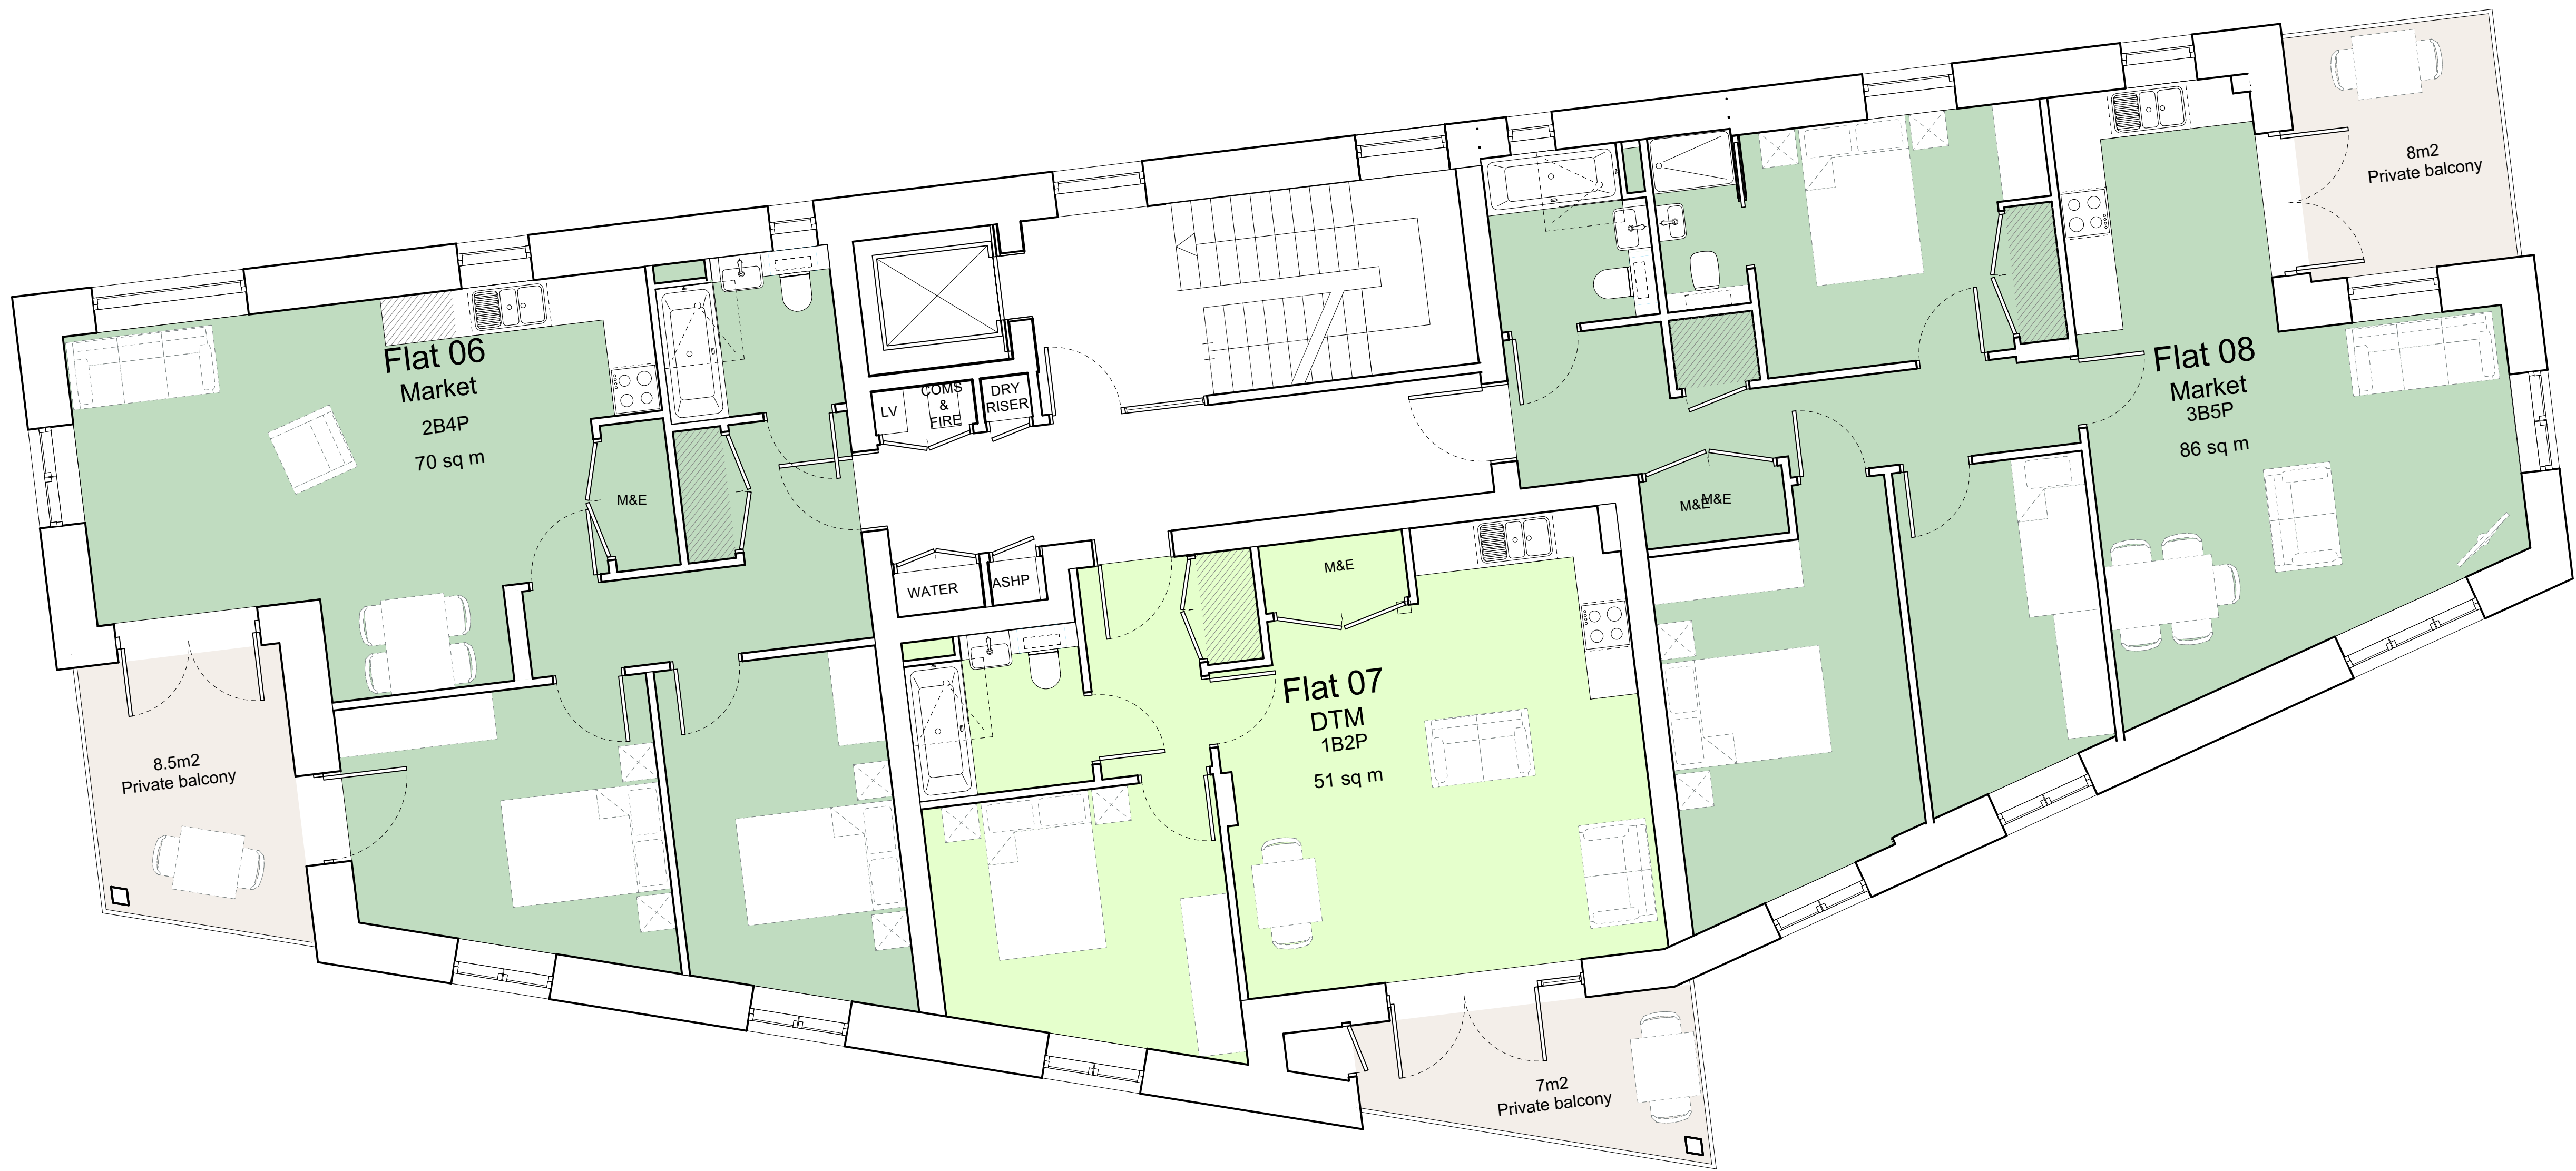 8m2
Private balcony
Flat 06
Market
2B4P
70 sq m
M&E
LV
COMS
&
FIRE
DRY
RISER
Flat 08
Market
3B5P
86 sq m
M&E
M&E
WATER
ASHP
M&E
Flat 07
DTM
1B2P
51 sq m
8.5m2
Private balcony
7m2
Private balcony